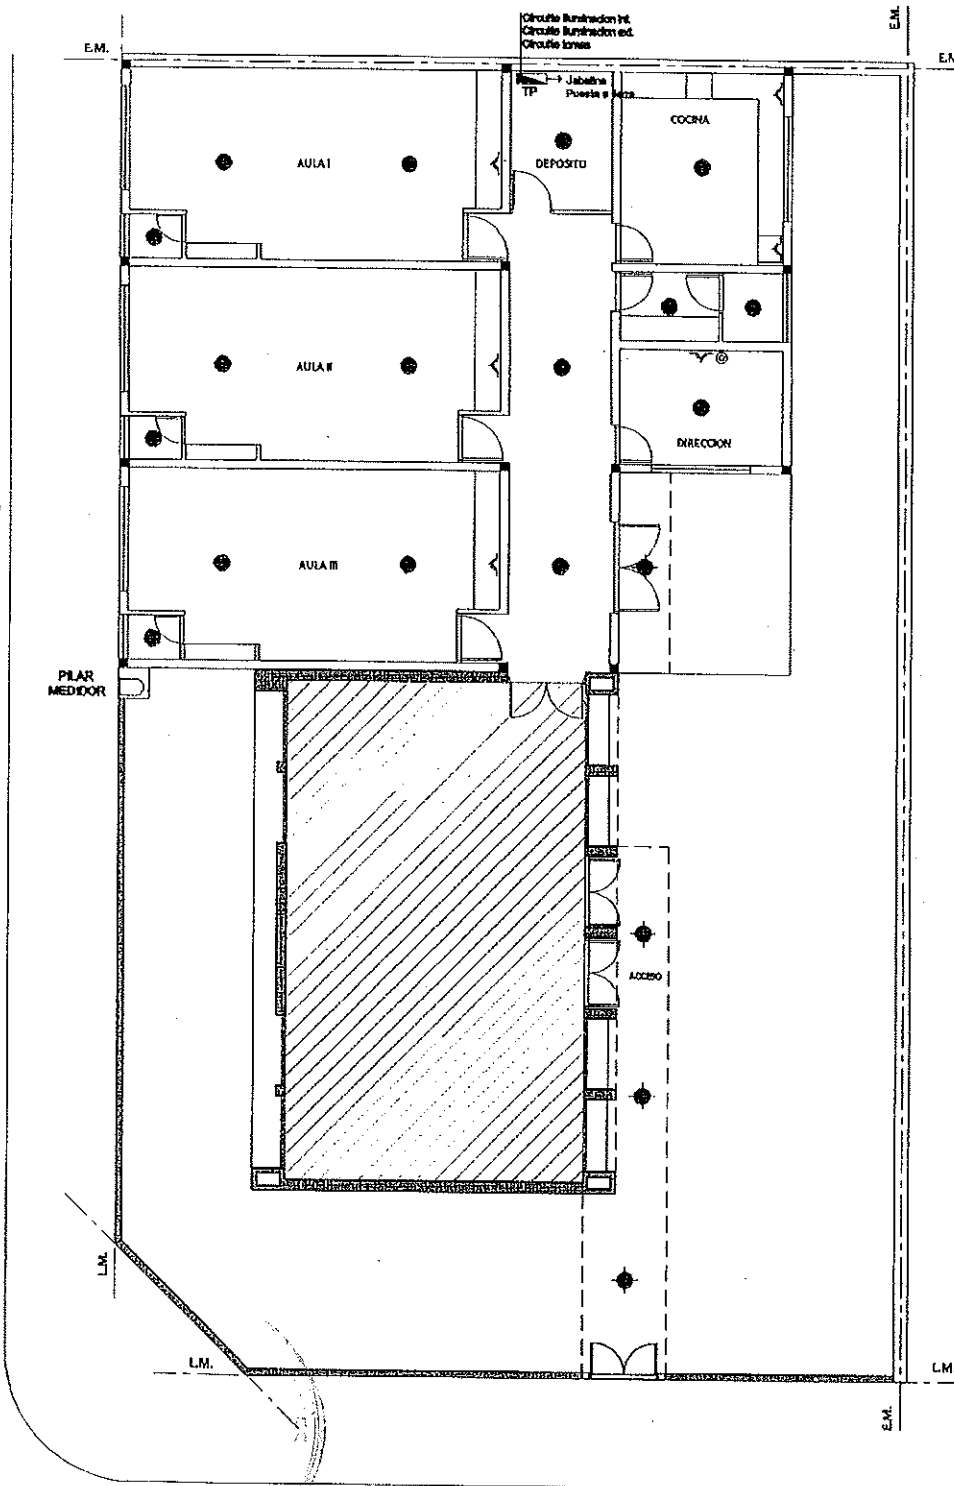 Circuito iluminacion int.
Circuito iluminacion ext.
Circuito tomas
E.M.
E.M.
E.M.
TP
Jabalina
Puesta a tierra
COCINA
AULA I
DEPOSITO
AULA II
DIRECCION
AULA III
PILAR
MEDIDOR
ACCESO
L.M.
L.M.
L.M.
E.M.